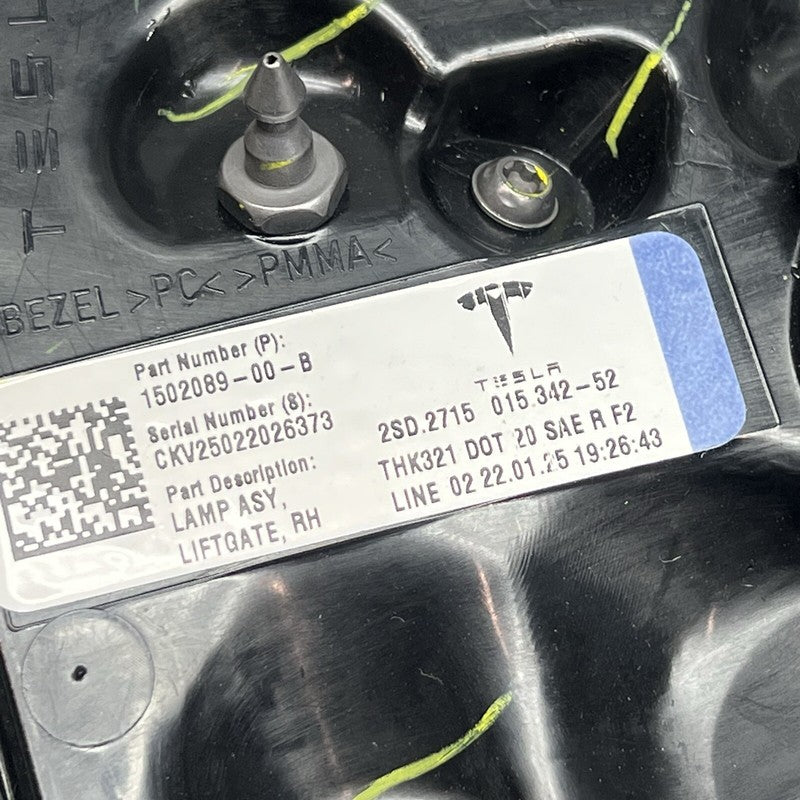 TESL
BEZEL >PC< >PMMA<
Part Number (P):
1502089-00-B
Serial Number (S):
CKV25022026373
Part Description:
LAMP ASY,
LIFTGATE, RH
TESLA
2SD.2715 015.342-52
THK321 DOT 20 SAE R F2
LINE 02 22.01.25 19:26:43